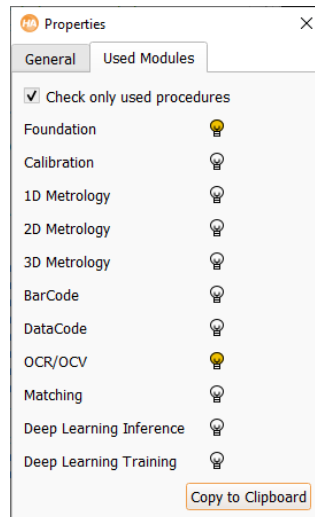 HA Properties
General Used Modules
Check only used procedures
Foundation
Calibration
1D Metrology
2D Metrology
3D Metrology
BarCode
DataCode
OCR/OCV
Matching
Deep Learning Inference
Deep Learning Training
Copy to Clipboard